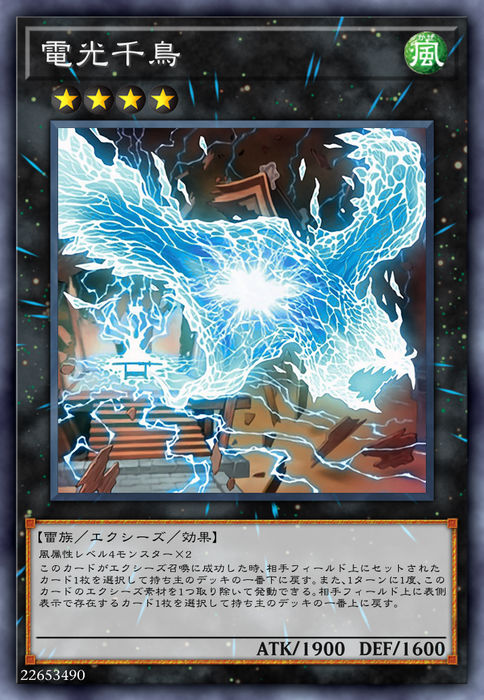 電光千鳥
かぜ
風
【雷族／エクシーズ／効果】
風属性レベル4モンスター×2
このカードがエクシーズ召喚に成功した時、相手フィールド上にセットされた
カード1枚を選択して持ち主のデッキの一番下に戻す。また、1ターンに1度、この
カードのエクシーズ素材を1つ取り除いて発動できる。相手フィールド上に表側
表示で存在するカード1枚を選択して持ち主のデッキの一番上に戻す。
ATK/1900 DEF/1600
22653490